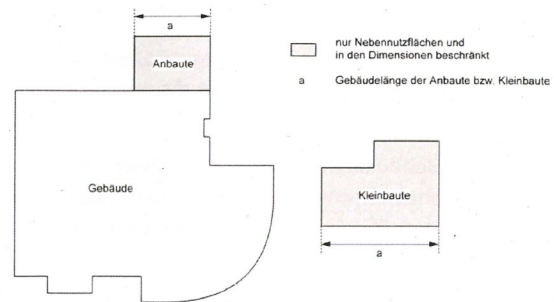 a
Anbaute
nur Nebennutzflächen und
in den Dimensionen beschränkt
a Gebäudelänge der Anbaute bzw. Kleinbaute
Gebäude
Kleinbaute
a